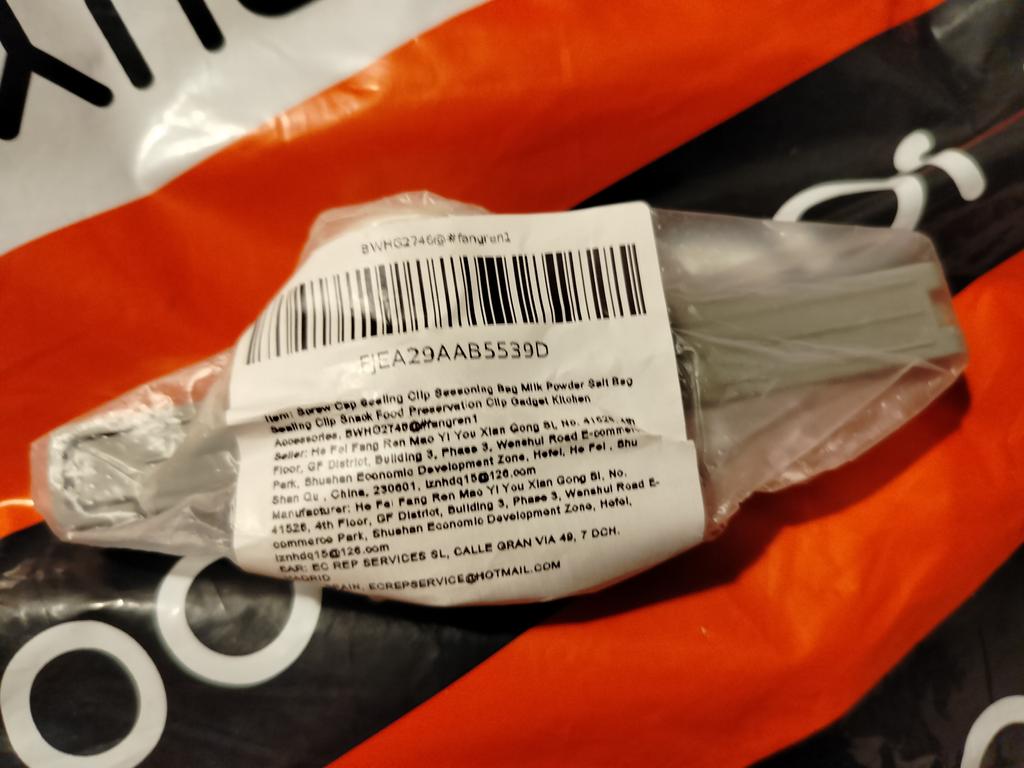 BWHG2746@#fangren1
EJEA29AAB5539D
Item: Screw Cap Sealing Clip Seasoning Bag Milk Powder Salt Bag
Sealing Clip Snack Food Preservation Clip Gadget Kitchen
Accessories, BWHG2746@#fangren1
Seller: He Fei Fang Ren Mao Yi You Xian Gong Si, No. 41526, 4th
Floor, GF District, Building 3, Phase 3, Wenshui Road E-commer
Park, Shushan Economic Development Zone, Hefei, He Fei, Shu
Shan Qu, China, 230601, lznhdq15@126.com
Manufacturer: He Fei Fang Ren Mao Yi You Xian Gong Si, No.
41526, 4th Floor, GF District, Building 3, Phase 3, Wenshui Road E-
commerce Park, Shushan Economic Development Zone, Hefei,
lznhdq15@126.com
EAR: EC REP SERVICES SL, CALLE GRAN VIA 49, 7 DCH.
MADRID AIN, ECREPSERVICE@HOTMAIL.COM